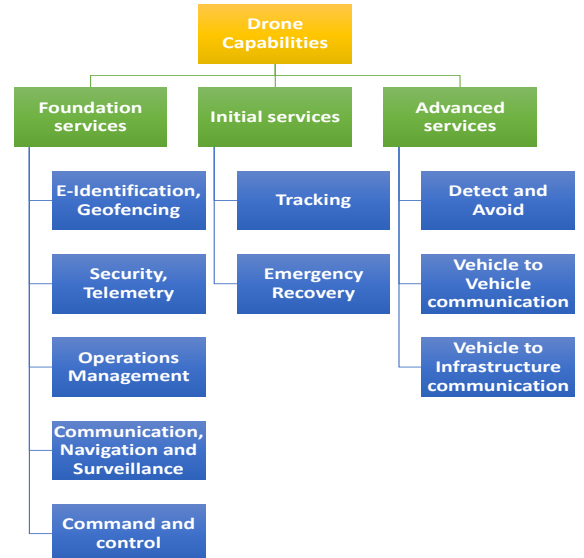 Drone
Capabilities
Foundation
services
Initial services
Advanced
services
E-Identification,
Geofencing
Security,
Telemetry
Operations
Management
Communication,
Navigation and
Surveillance
Command and
control
Tracking
Emergency
Recovery
Detect and
Avoid
Vehicle to
Vehicle
communication
Vehicle to
Infrastructure
communication